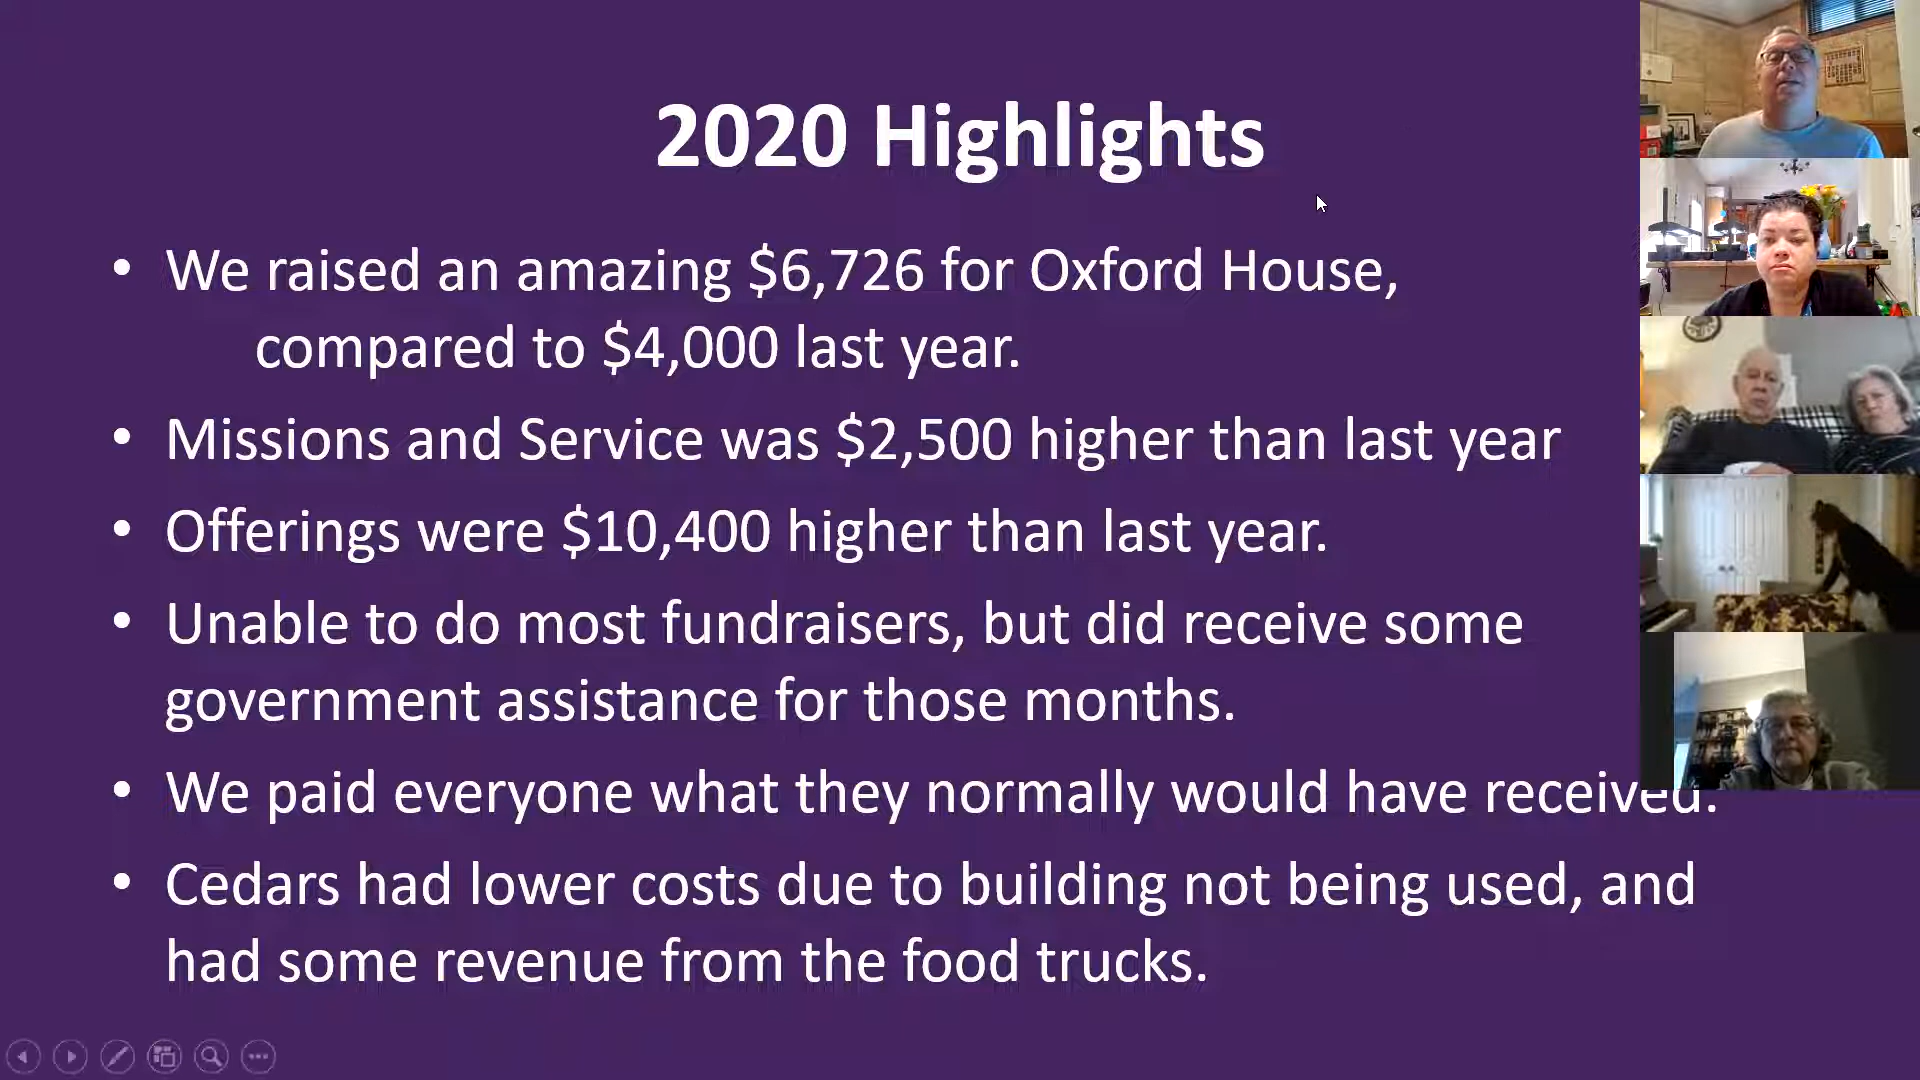 2020 Highlights
• We raised an amazing $6,726 for Oxford House,
compared to $4,000 last year.
• Missions and Service was $2,500 higher than last year
• Offerings were $10,400 higher than last year.
• Unable to do most fundraisers, but did receive some
government assistance for those months.
• We paid everyone what they normally would have received.
• Cedars had lower costs due to building not being used, and
had some revenue from the food trucks.